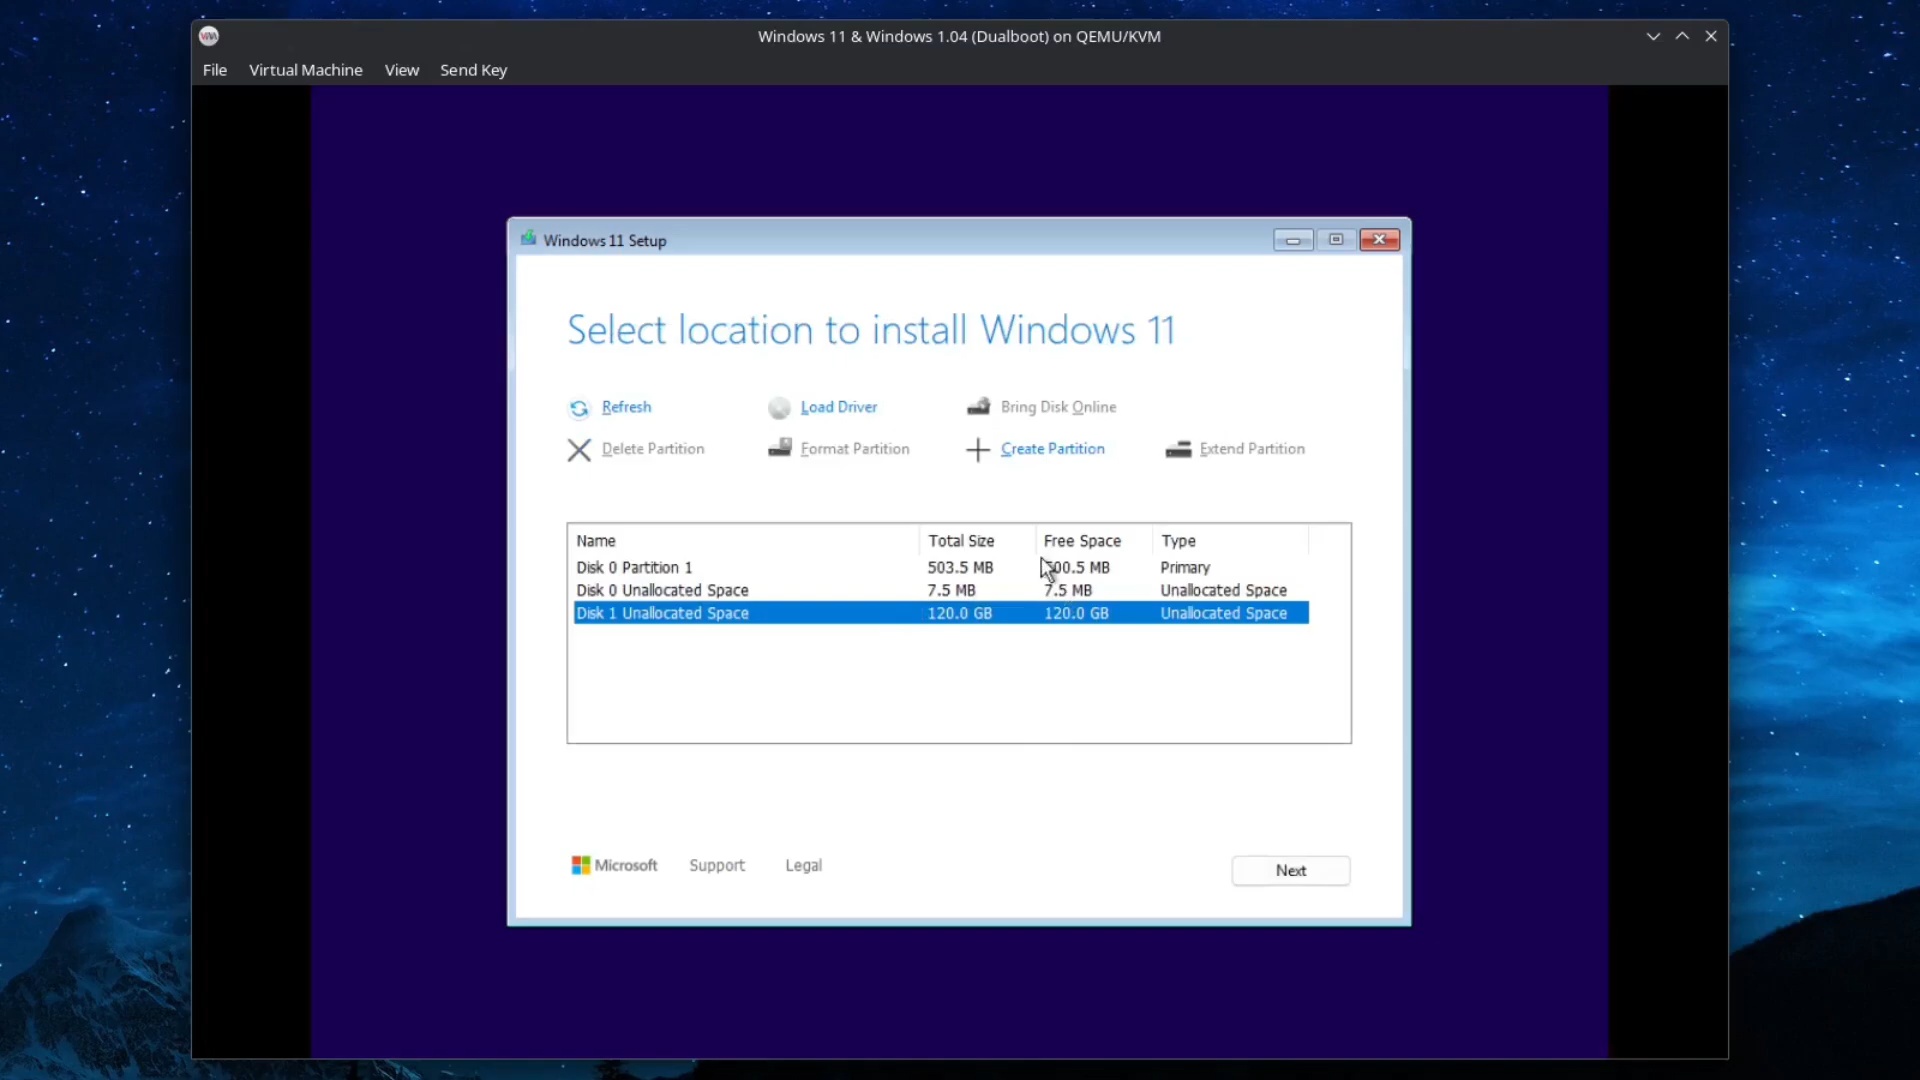 Windows 11 & Windows 1.04 (Dualboot) on QEMU/KVM
File Virtual Machine View Send Key
Windows 11 Setup
Select location to install Windows 11
Refresh Load Driver Bring Disk Online
Delete Partition Format Partition Create Partition Extend Partition
Name Total Size Free Space Type
Disk 0 Partition 1 503.5 MB 500.5 MB Primary
Disk 0 Unallocated Space 7.5 MB 7.5 MB Unallocated Space
Disk 1 Unallocated Space 120.0 GB 120.0 GB Unallocated Space
Microsoft Support Legal
Next